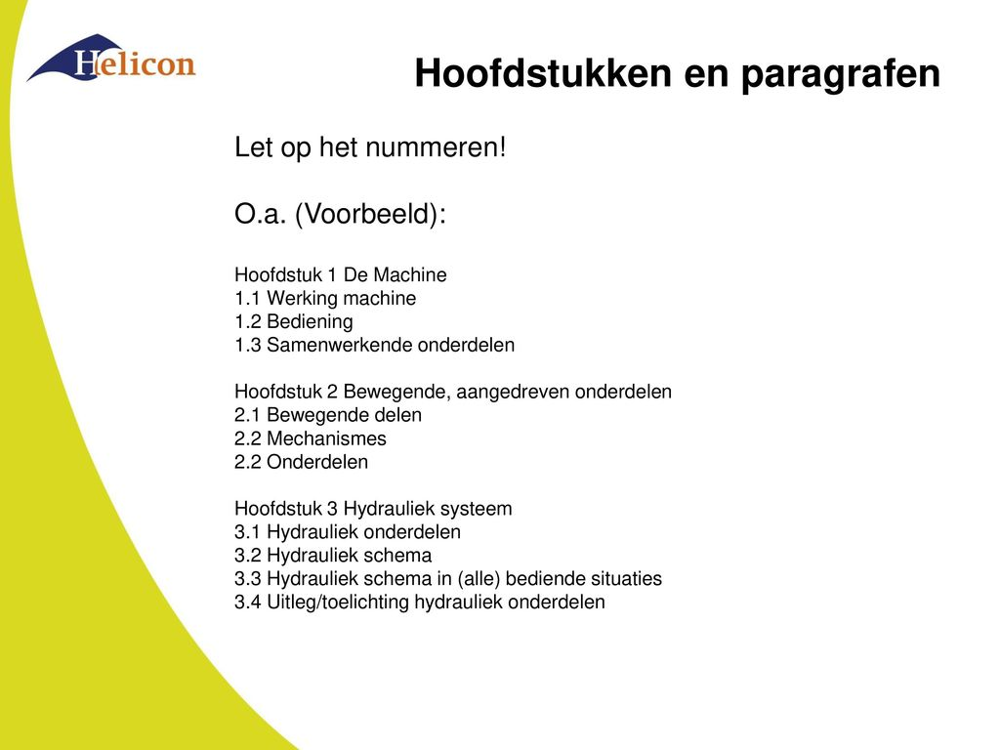 Helicon
Hoofdstukken en paragrafen
Let op het nummeren!
O.a. (Voorbeeld):
Hoofdstuk 1 De Machine
1.1 Werking machine
1.2 Bediening
1.3 Samenwerkende onderdelen
Hoofdstuk 2 Bewegende, aangedreven onderdelen
2.1 Bewegende delen
2.2 Mechanismes
2.2 Onderdelen
Hoofdstuk 3 Hydrauliek systeem
3.1 Hydrauliek onderdelen
3.2 Hydrauliek schema
3.3 Hydrauliek schema in (alle) bediende situaties
3.4 Uitleg/toelichting hydrauliek onderdelen